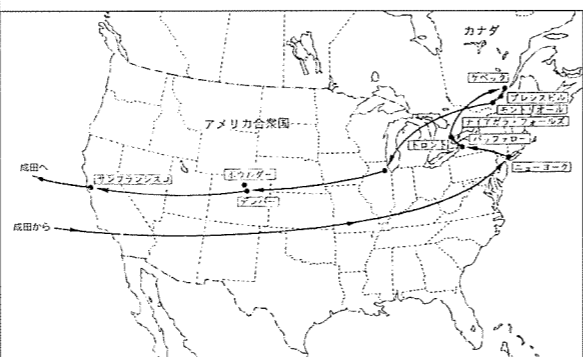 カナダ
ケベック
プレスビル
モントリオール
ナイアガラ・フォールズ
バッファロー
トロント
ニューヨーク
アメリカ合衆国
成田へ
サンフランシスコ
ボウルダー
デンバー
成田から